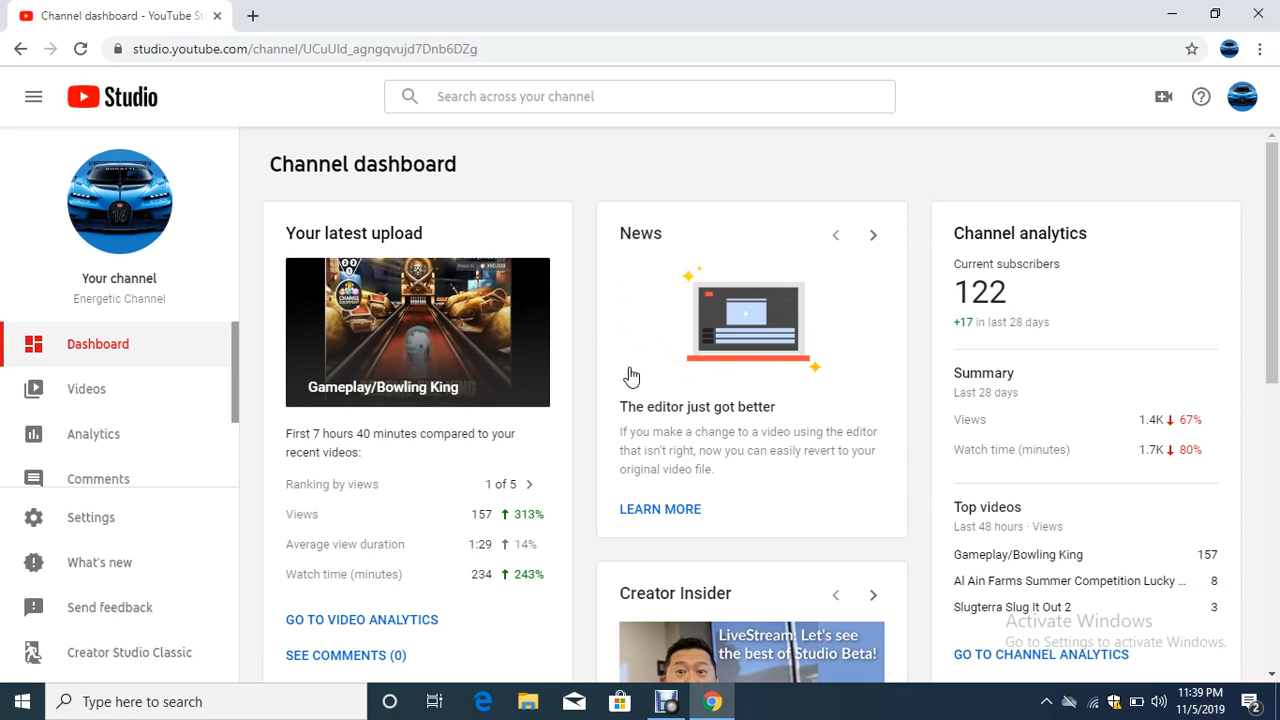 Channel dashboard - YouTube St
studio.youtube.com/channel/UCuUId_agngqvujd7Dnb6DZg
Studio
Search across your channel
BUGATTI
16
Your channel
Energetic Channel
Dashboard
Videos
Analytics
Comments
Settings
What's new
Send feedback
Creator Studio Classic
Channel dashboard
Your latest upload
CHANGE EQUIPMENT
Gameplay/Bowling King
First 7 hours 40 minutes compared to your
recent videos:
Ranking by views 1 of 5
Views 157 313%
Average view duration 1:29 14%
Watch time (minutes) 234 243%
GO TO VIDEO ANALYTICS
SEE COMMENTS (0)
News
The editor just got better
If you make a change to a video using the editor
that isn't right, now you can easily revert to your
original video file.
LEARN MORE
Creator Insider
LiveStream: Let's see
the best of Studio Beta!
Channel analytics
Current subscribers
122
+17 in last 28 days
Summary
Last 28 days
Views 1.4K 67%
Watch time (minutes) 1.7K 80%
Top videos
Last 48 hours · Views
Gameplay/Bowling King 157
Al Ain Farms Summer Competition Lucky ... 8
Slugterra Slug It Out 2 3
GO TO CHANNEL ANALYTICS
Activate Windows
Go to Settings to activate Windows.
Type here to search
11:39 PM
11/5/2019
2